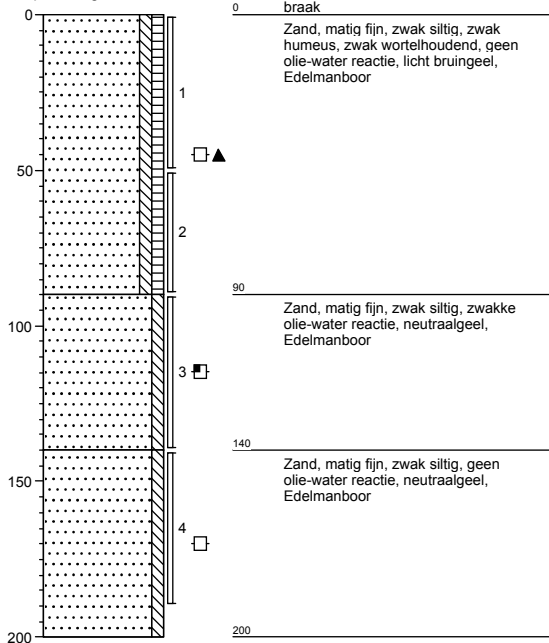 0
50
100
150
200
1
2
3
4
0 braak
Zand, matig fijn, zwak siltig, zwak
humeus, zwak wortelhoudend, geen
olie-water reactie, licht bruingeel,
Edelmanboor
90
Zand, matig fijn, zwak siltig, zwakke
olie-water reactie, neutraalgeel,
Edelmanboor
140
Zand, matig fijn, zwak siltig, geen
olie-water reactie, neutraalgeel,
Edelmanboor
200